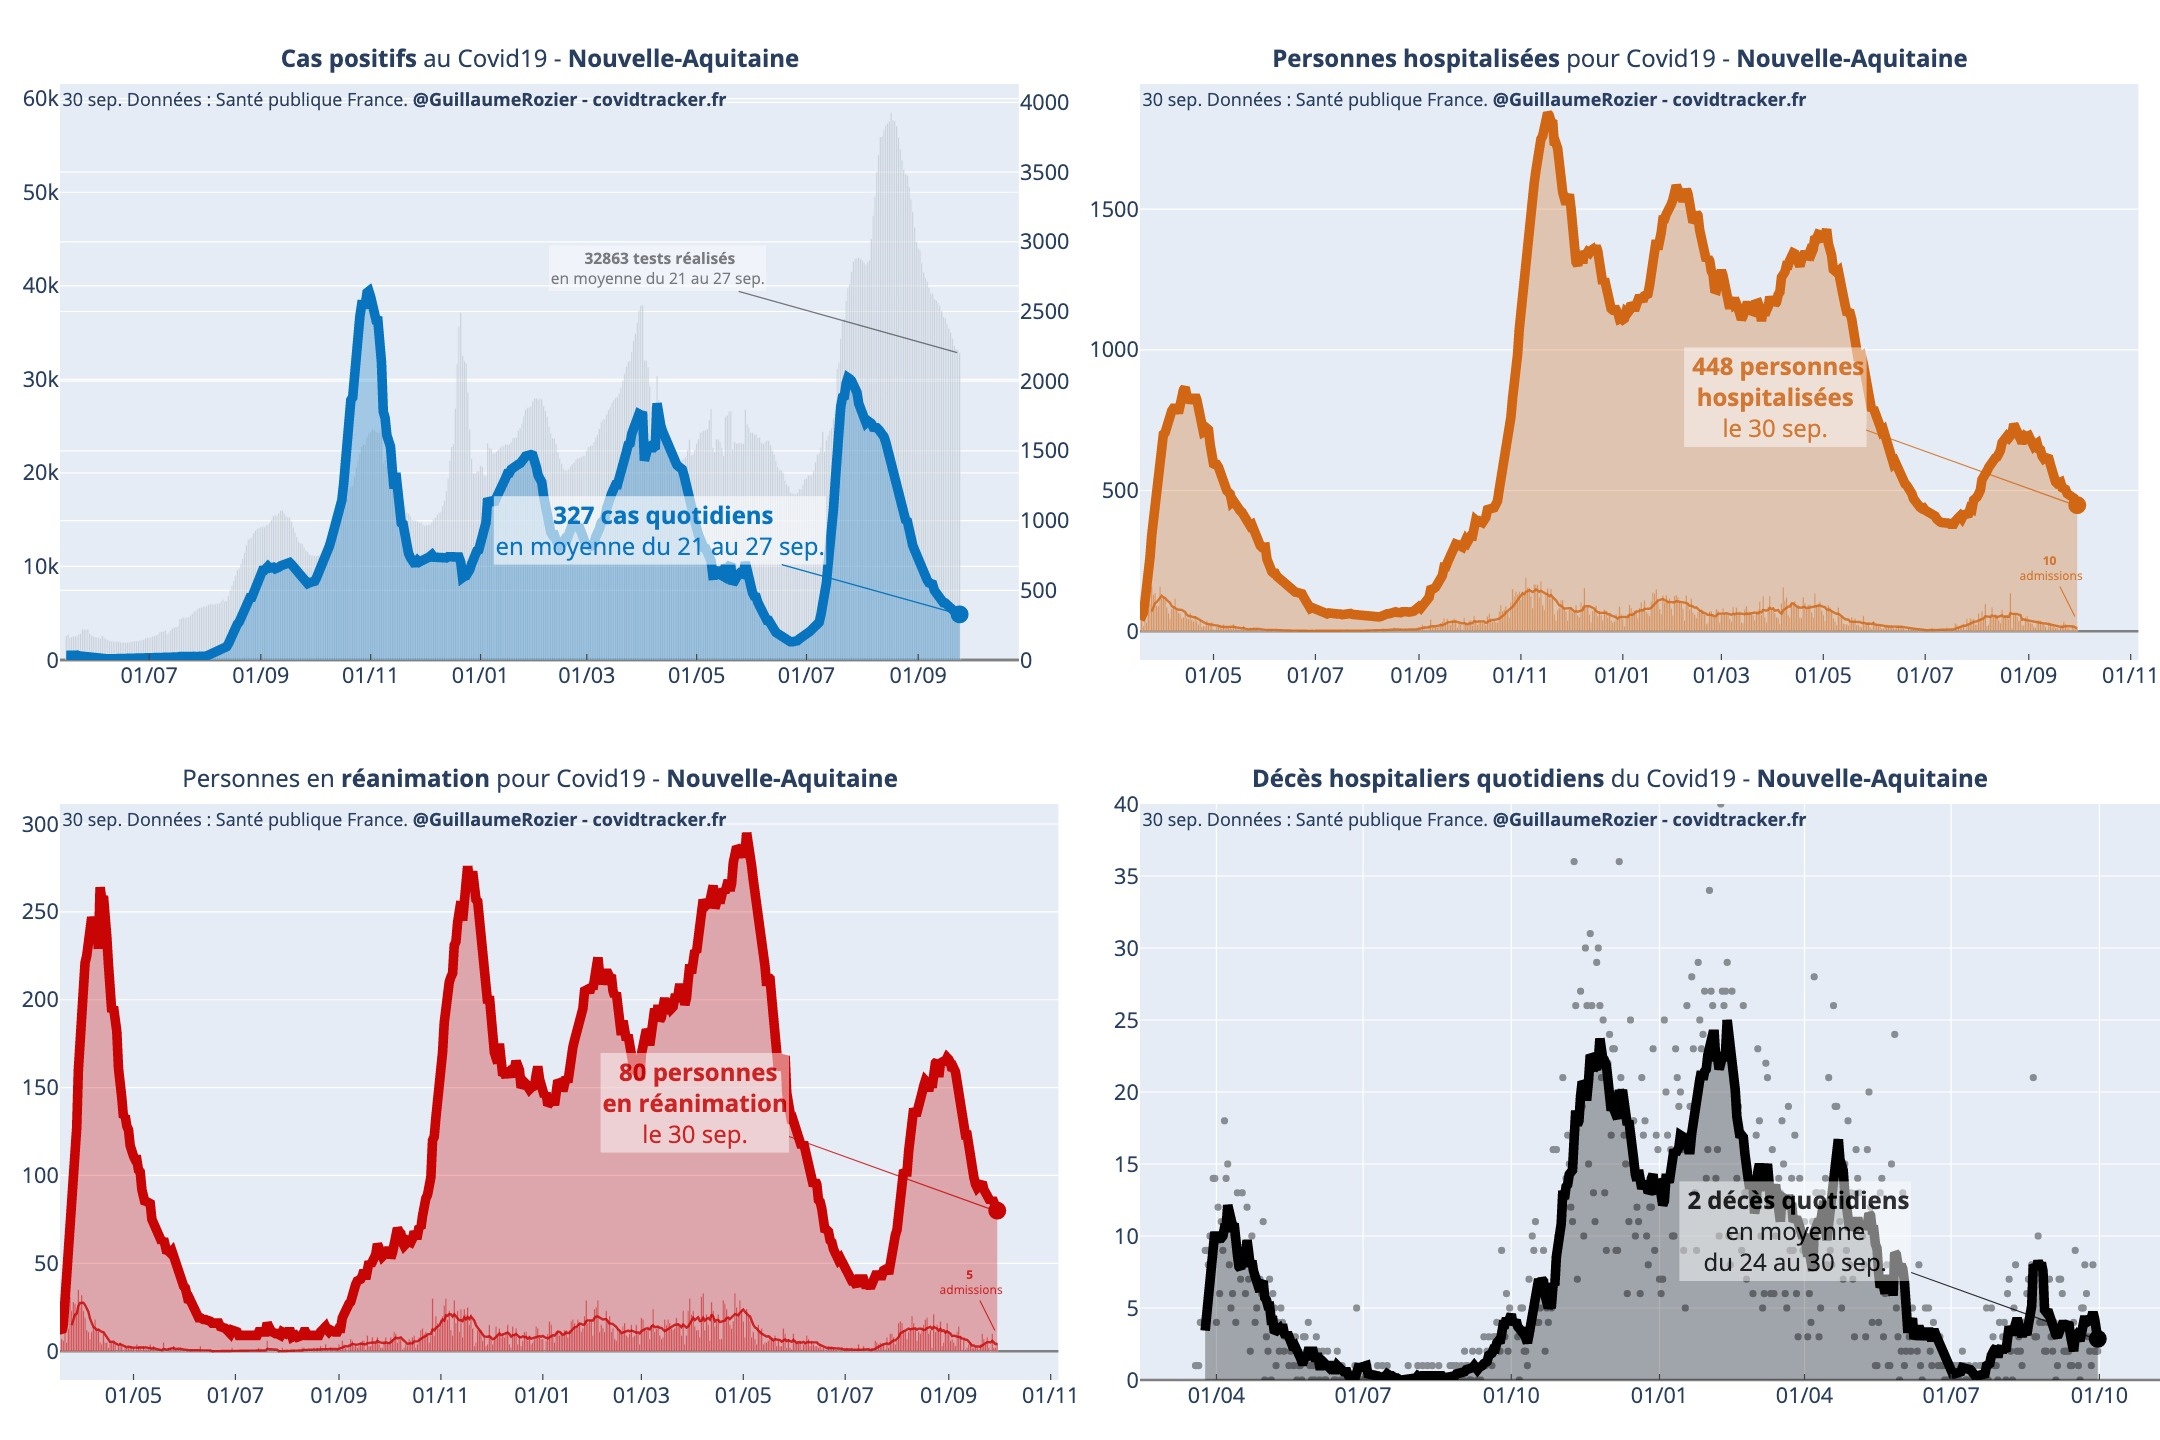 Cas positifs au Covid19 - Nouvelle-Aquitaine
30 sep. Données : Santé publique France. @GuillaumeRozier - covidtracker.fr
60k
50k
40k
30k
20k
10k
0
4000
3500
3000
2500
2000
1500
1000
500
0
32863 tests réalisés
en moyenne du 21 au 27 sep.
327 cas quotidiens
en moyenne du 21 au 27 sep.
01/07 01/09 01/11 01/01 01/03 01/05 01/07 01/09
Personnes hospitalisées pour Covid19 - Nouvelle-Aquitaine
30 sep. Données : Santé publique France. @GuillaumeRozier - covidtracker.fr
1500
1000
500
0
448 personnes
hospitalisées
le 30 sep.
10
admissions
01/05 01/07 01/09 01/11 01/01 01/03 01/05 01/07 01/09 01/11
Personnes en réanimation pour Covid19 - Nouvelle-Aquitaine
30 sep. Données : Santé publique France. @GuillaumeRozier - covidtracker.fr
300
250
200
150
100
50
0
80 personnes
en réanimation
le 30 sep.
5
admissions
01/05 01/07 01/09 01/11 01/01 01/03 01/05 01/07 01/09 01/11
Décès hospitaliers quotidiens du Covid19 - Nouvelle-Aquitaine
30 sep. Données : Santé publique France. @GuillaumeRozier - covidtracker.fr
40
35
30
25
20
15
10
5
0
2 décès quotidiens
en moyenne
du 24 au 30 sep.
01/04 01/07 01/10 01/01 01/04 01/07 01/10